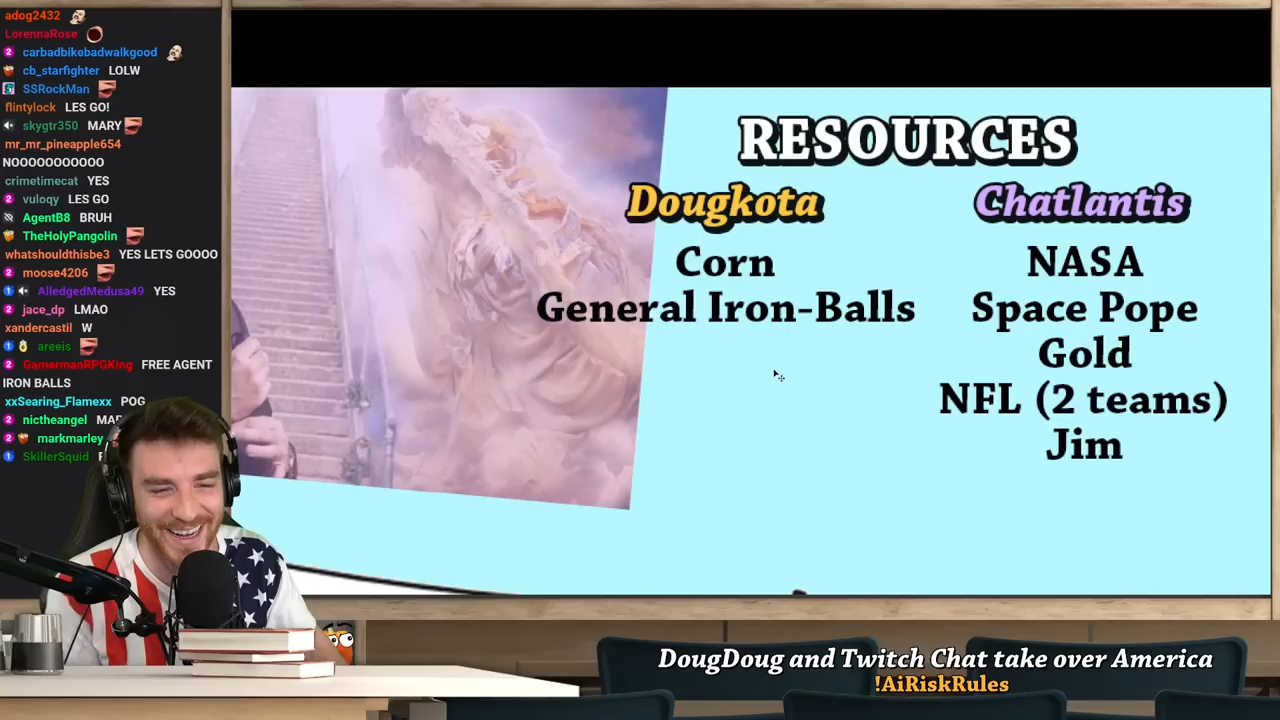 adog2432
LorennaRose
carbadbikebadwalkgood
cb_starfighter LOLW
SSRockMan
flintylock LES GO!
skygtr350 MARY
mr_mr_pineapple654
NOOOOOOOOOOO
crimetimecat YES
vuloqy LES GO
AgentB8 BRUH
TheHolyPangolin
whatshouldthisbe3 YES LETS GOOOO
moose4206
AlledgedMedusa49 YES
jace_dp LMAO
xandercastil W
areeis
GamermanRPGKing FREE AGENT
IRON BALLS
xxSearing_Flamexx POG
nictheangel
markmarley
SkillerSquid
RESOURCES
Dougkota
Corn
General Iron-Balls
Chatlantis
NASA
Space Pope
Gold
NFL (2 teams)
Jim
DougDoug and Twitch Chat take over America
!AiRiskRules